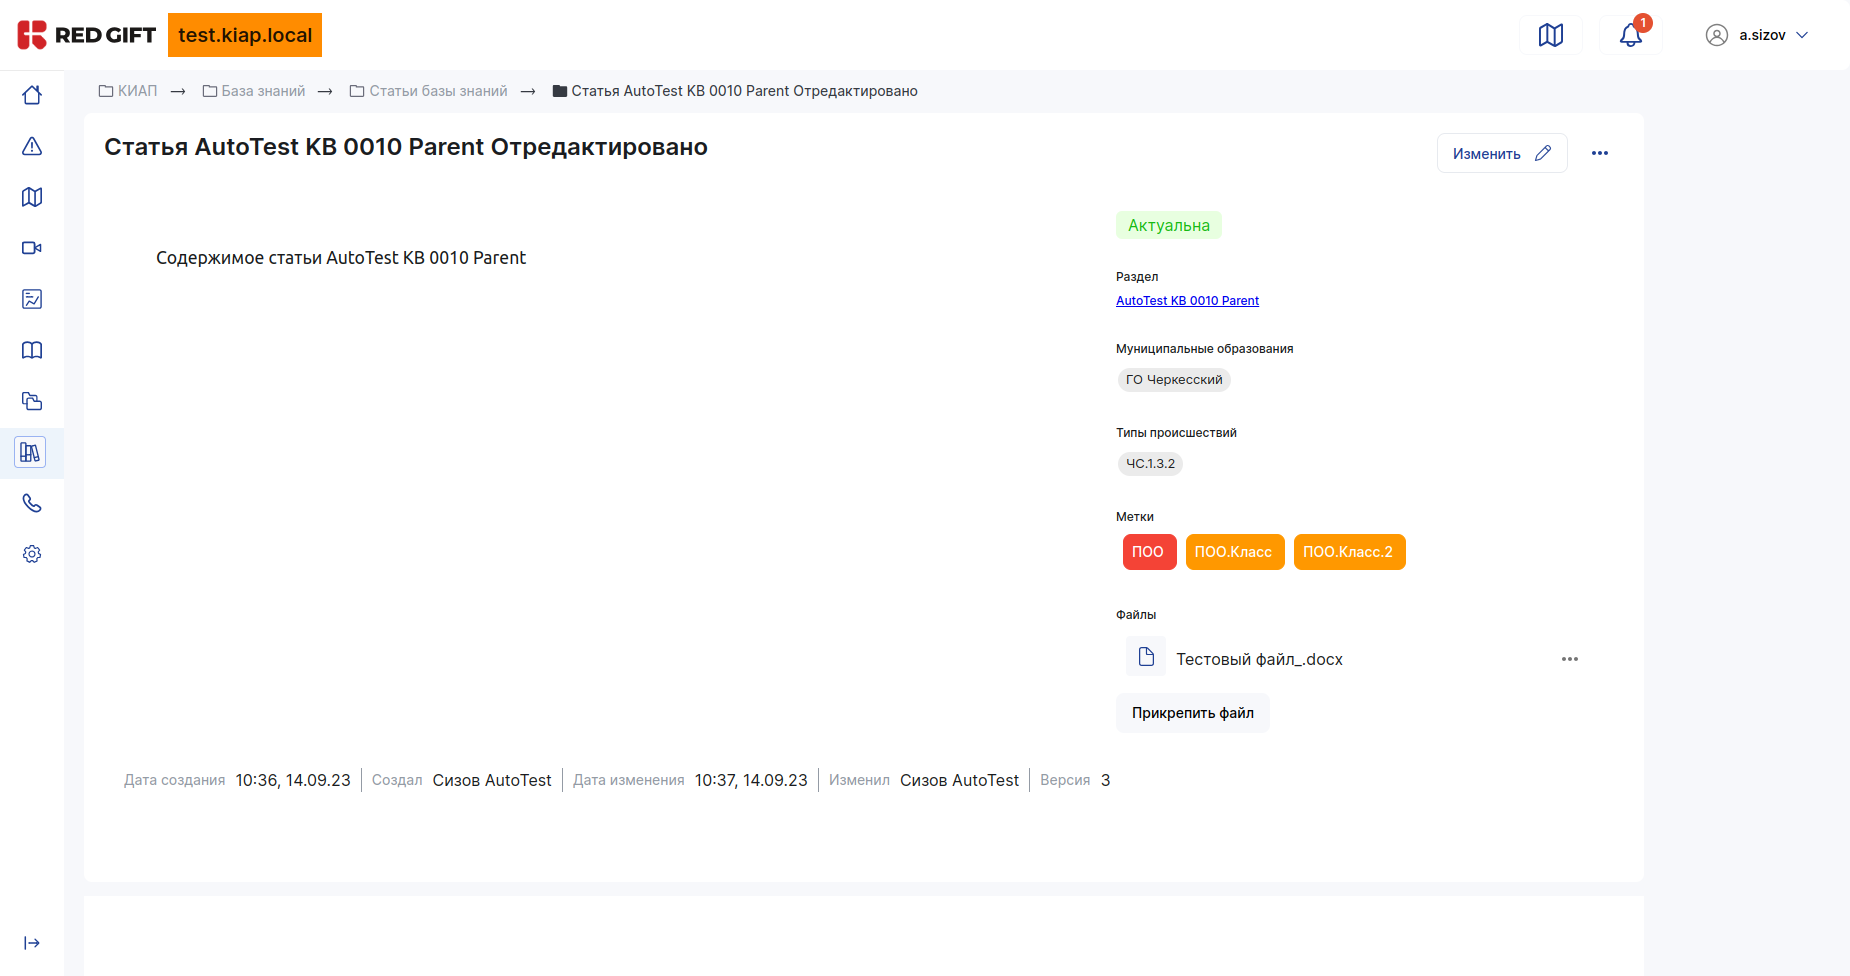 RED GIFT test.kiap.local 1 a.sizov
КИАП → База знаний → Статьи базы знаний → Статья AutoTest KB 0010 Parent Отредактировано
Статья AutoTest KB 0010 Parent Отредактировано
Изменить
Содержимое статьи AutoTest KB 0010 Parent
Актуальна
Раздел
AutoTest KB 0010 Parent
Муниципальные образования
ГО Черкесский
Типы происшествий
ЧС.1.3.2
Метки
ПОО ПОО.Класс ПОО.Класс.2
Файлы
Тестовый файл_.docx
Прикрепить файл
Дата создания 10:36, 14.09.23 Создал Сизов AutoTest Дата изменения 10:37, 14.09.23 Изменил Сизов AutoTest Версия 3